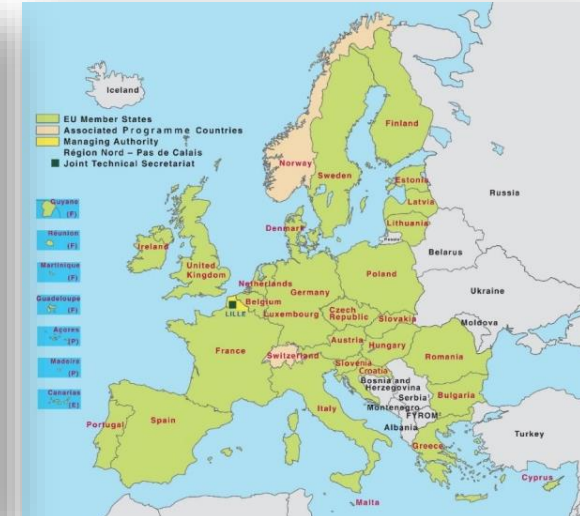 Iceland
EU Member States
Associated Programme Countries
Managing Authority
Région Nord – Pas de Calais
Joint Technical Secretariat
Finland
Norway
Sweden
Estonia
Russia
Latvia
Lithuania
Denmark
Belarus
Guyane
(F)
Réunion
(F)
Martinique
(F)
Guadeloupe
(F)
Açores
(P)
Madeira
(P)
Canarias
(E)
Ireland
United
Kingdom
Netherlands
Poland
Germany
Belgium
LILLE
Luxembourg
Czech
Republic
Ukraine
Slovakia
Moldova
Austria
Hungary
France
Switzerland
Romania
Slovenia
Croatia
Bosnia and
Herzegovina
Serbia
Bulgaria
Montenegro
FYROM
Italy
Albania
Portugal
Spain
Turkey
Greece
Cyprus
Malta